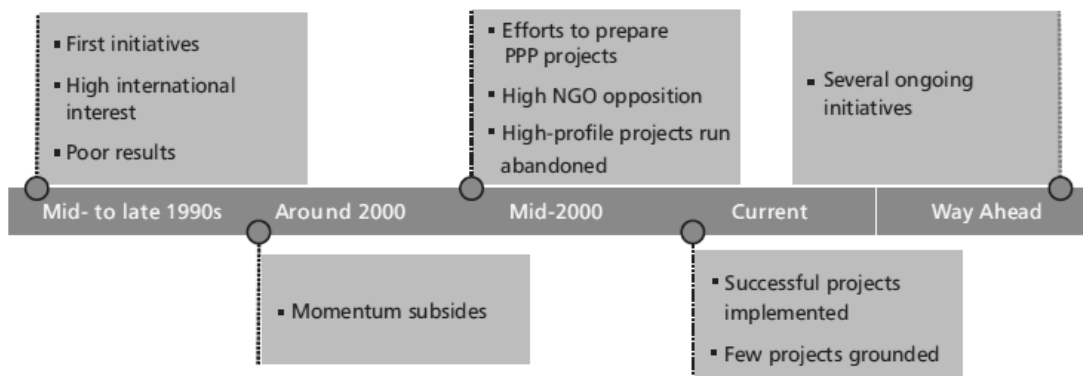 ▪ First initiatives
▪ High international
interest
▪ Poor results
▪ Efforts to prepare
PPP projects
▪ High NGO opposition
▪ High-profile projects run
abandoned
▪ Several ongoing
initiatives
Mid- to late 1990s
Around 2000
Mid-2000
Current
Way Ahead
▪ Momentum subsides
▪ Successful projects
implemented
▪ Few projects grounded